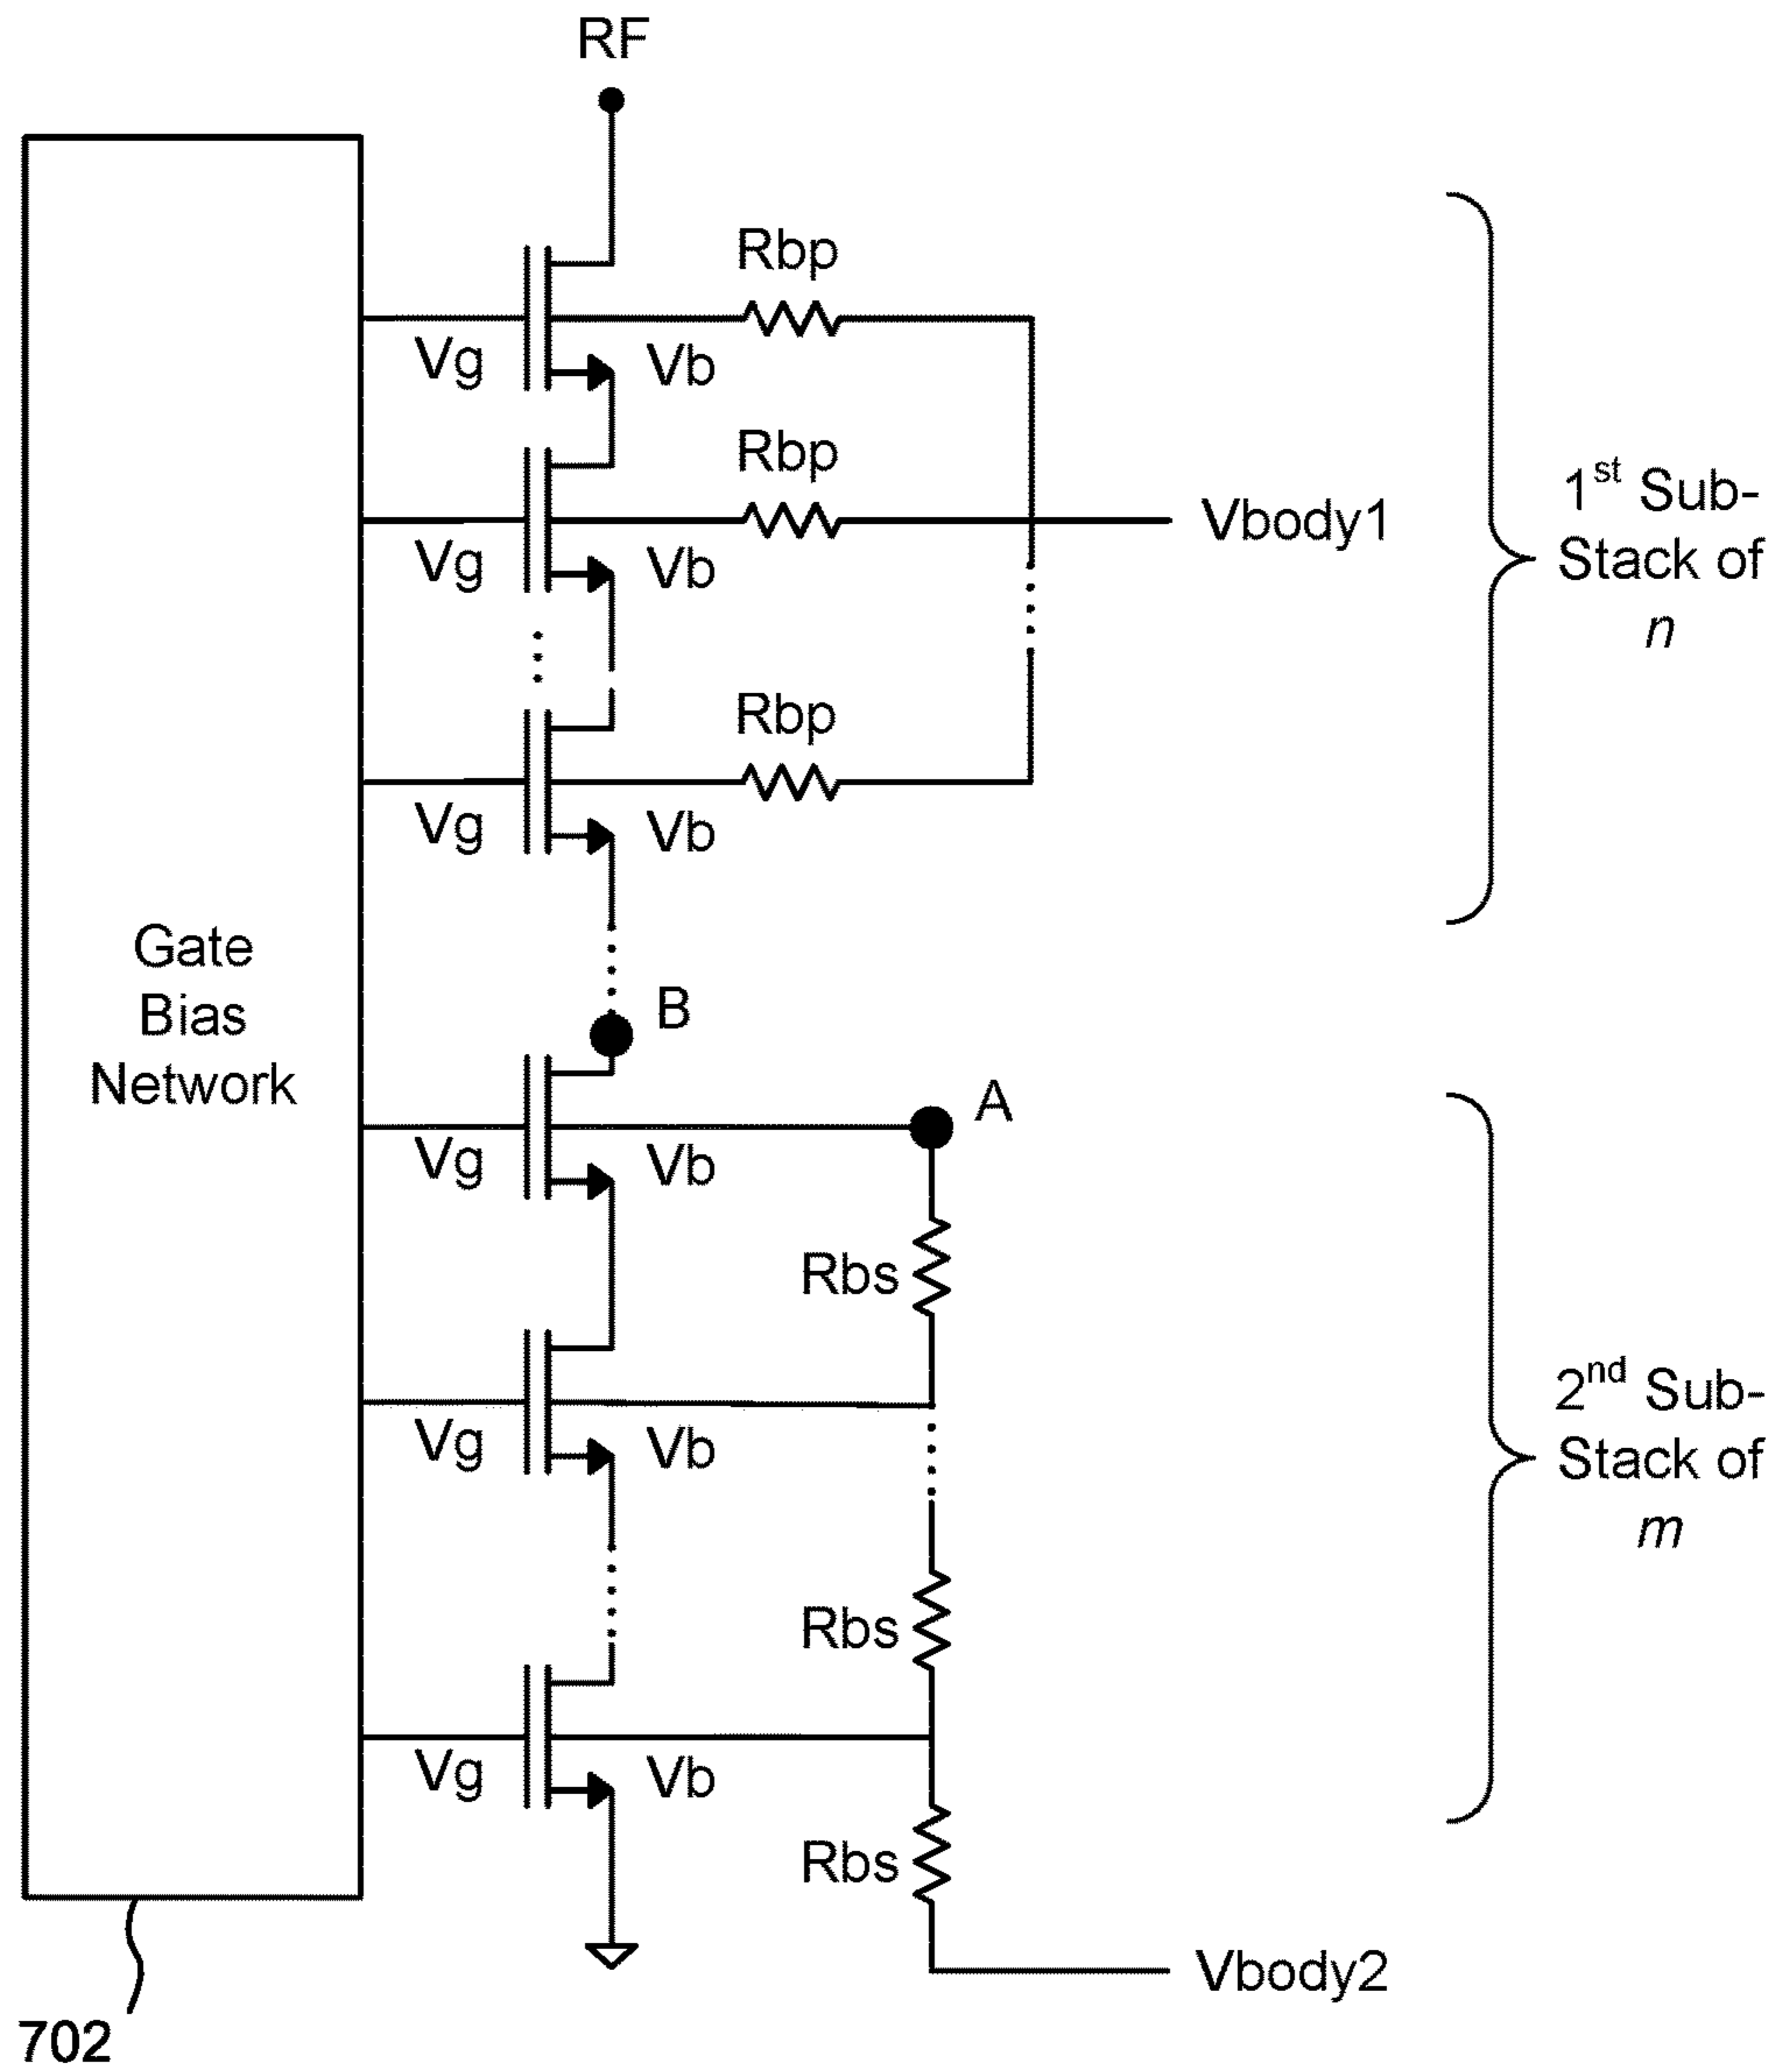 RF
Rbp
Vg
Vb
Rbp
Vbody1
Vg
Vb
1st Sub-
Stack of
n
Rbp
Vg
Vb
Gate
Bias
Network
B
A
Vg
Vb
Rbs
Vg
Vb
2nd Sub-
Stack of
m
Rbs
Vg
Vb
Rbs
Vbody2
702